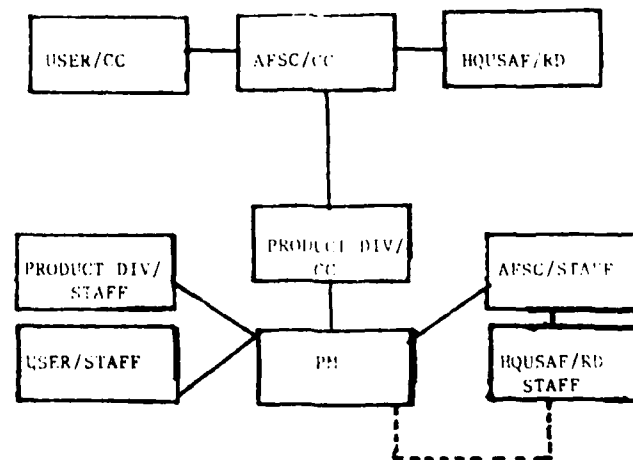 USER/CC
AFSC/CC
HQUSAF/RD
PRODUCT DIV/
CC
PRODUCT DIV/
STAFF
AFSC/STAFF
USER/STAFF
PM
HQUSAF/RD
STAFF